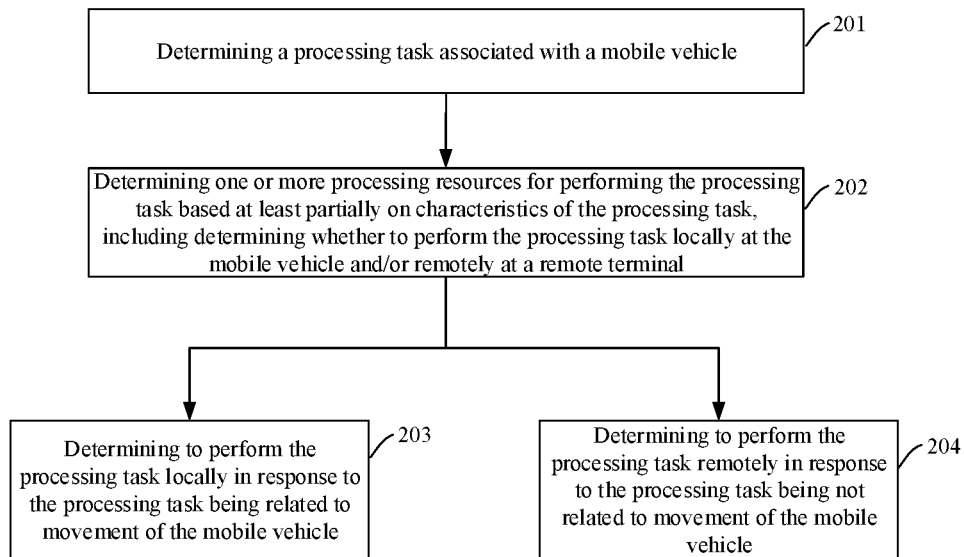 201
Determining a processing task associated with a mobile vehicle
202
Determining one or more processing resources for performing the processing
task based at least partially on characteristics of the processing task,
including determining whether to perform the processing task locally at the
mobile vehicle and/or remotely at a remote terminal
203
Determining to perform the
processing task locally in response to
the processing task being related to
movement of the mobile vehicle
204
Determining to perform the
processing task remotely in response
to the processing task being not
related to movement of the mobile
vehicle